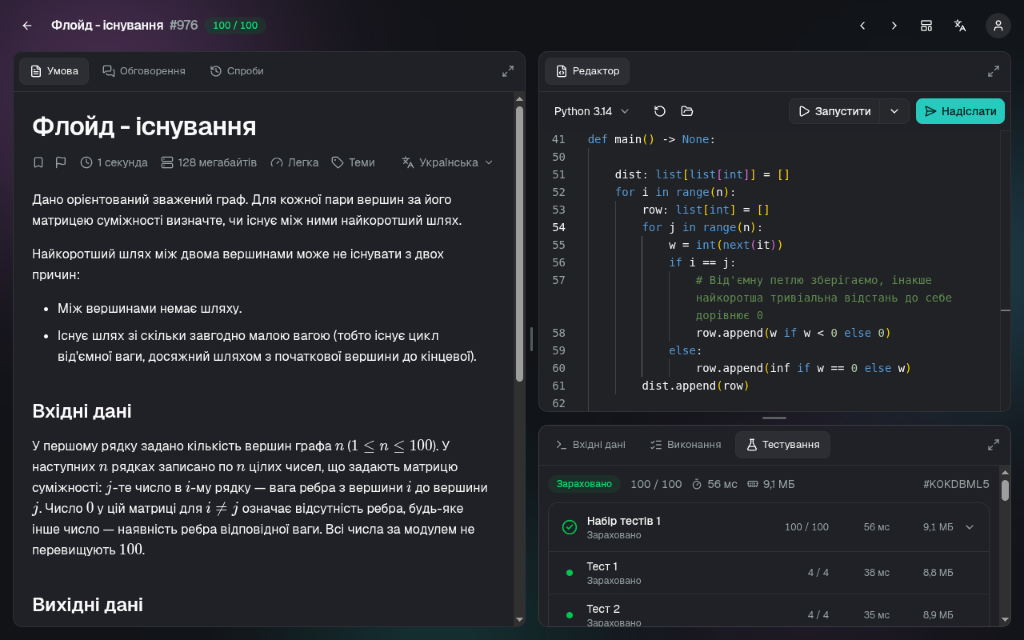 Флойд - існування #976 100 / 100
Умова Обговорення Спроби
Флойд - існування
1 секунда 128 мегабайтів Легка Теми Українська
Дано орієнтований зважений граф. Для кожної пари вершин за його
матрицею суміжності визначте, чи існує між ними найкоротший шлях.
Найкоротший шлях між двома вершинами може не існувати з двох
причин:
• Між вершинами немає шляху.
• Існує шлях зі скільки завгодно малою вагою (тобто існує цикл
від'ємної ваги, досяжний шляхом з початкової вершини до кінцевої).
Вхідні дані
У першому рядку задано кількість вершин графа n (1 ≤ n ≤ 100). У
наступних n рядках записано по n цілих чисел, що задають матрицю
суміжності: j-те число в i-му рядку — вага ребра з вершини i до вершини
j. Число 0 у цій матриці для i ≠ j означає відсутність ребра, будь-яке
інше число — наявність ребра відповідної ваги. Всі числа за модулем не
перевищують 100.
Вихідні дані
Редактор
Python 3.14 Запустити Надіслати
41 def main() -> None:
50
51 dist: list[list[int]] = []
52 for i in range(n):
53 row: list[int] = []
54 for j in range(n):
55 w = int(next(it))
56 if i == j:
57 # Від'ємну петлю зберігаємо, інакше
найкоротша тривіальна відстань до себе
дорівнює 0
58 row.append(w if w < 0 else 0)
59 else:
60 row.append(inf if w == 0 else w)
61 dist.append(row)
62
Вхідні дані Виконання Тестування
Зараховано 100 / 100 56 мс 9,1 МБ #K0KDBML5
Набір тестів 1 100 / 100 56 мс 9,1 МБ
Зараховано
Тест 1 4 / 4 38 мс 8,8 МБ
Зараховано
Тест 2 4 / 4 35 мс 8,9 МБ
Зараховано